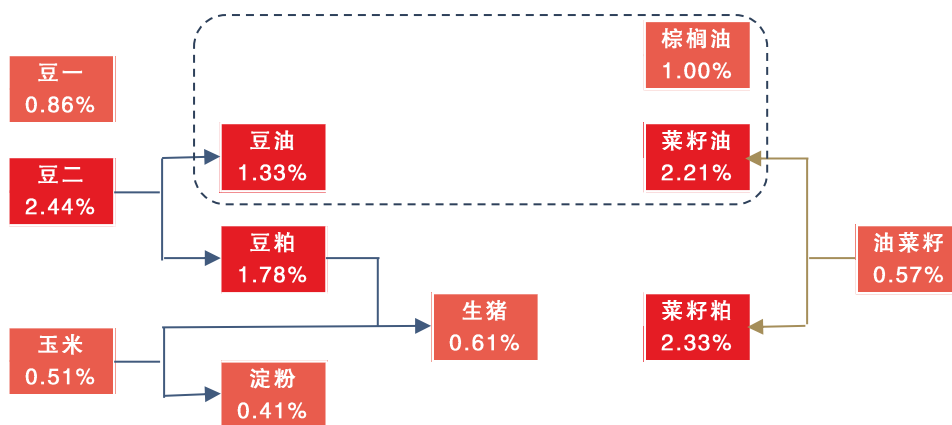 棕榈油
1.00%
豆一
0.86%
豆油
1.33%
菜籽油
2.21%
豆二
2.44%
豆粕
1.78%
油菜籽
0.57%
生猪
0.61%
菜籽粕
2.33%
玉米
0.51%
淀粉
0.41%